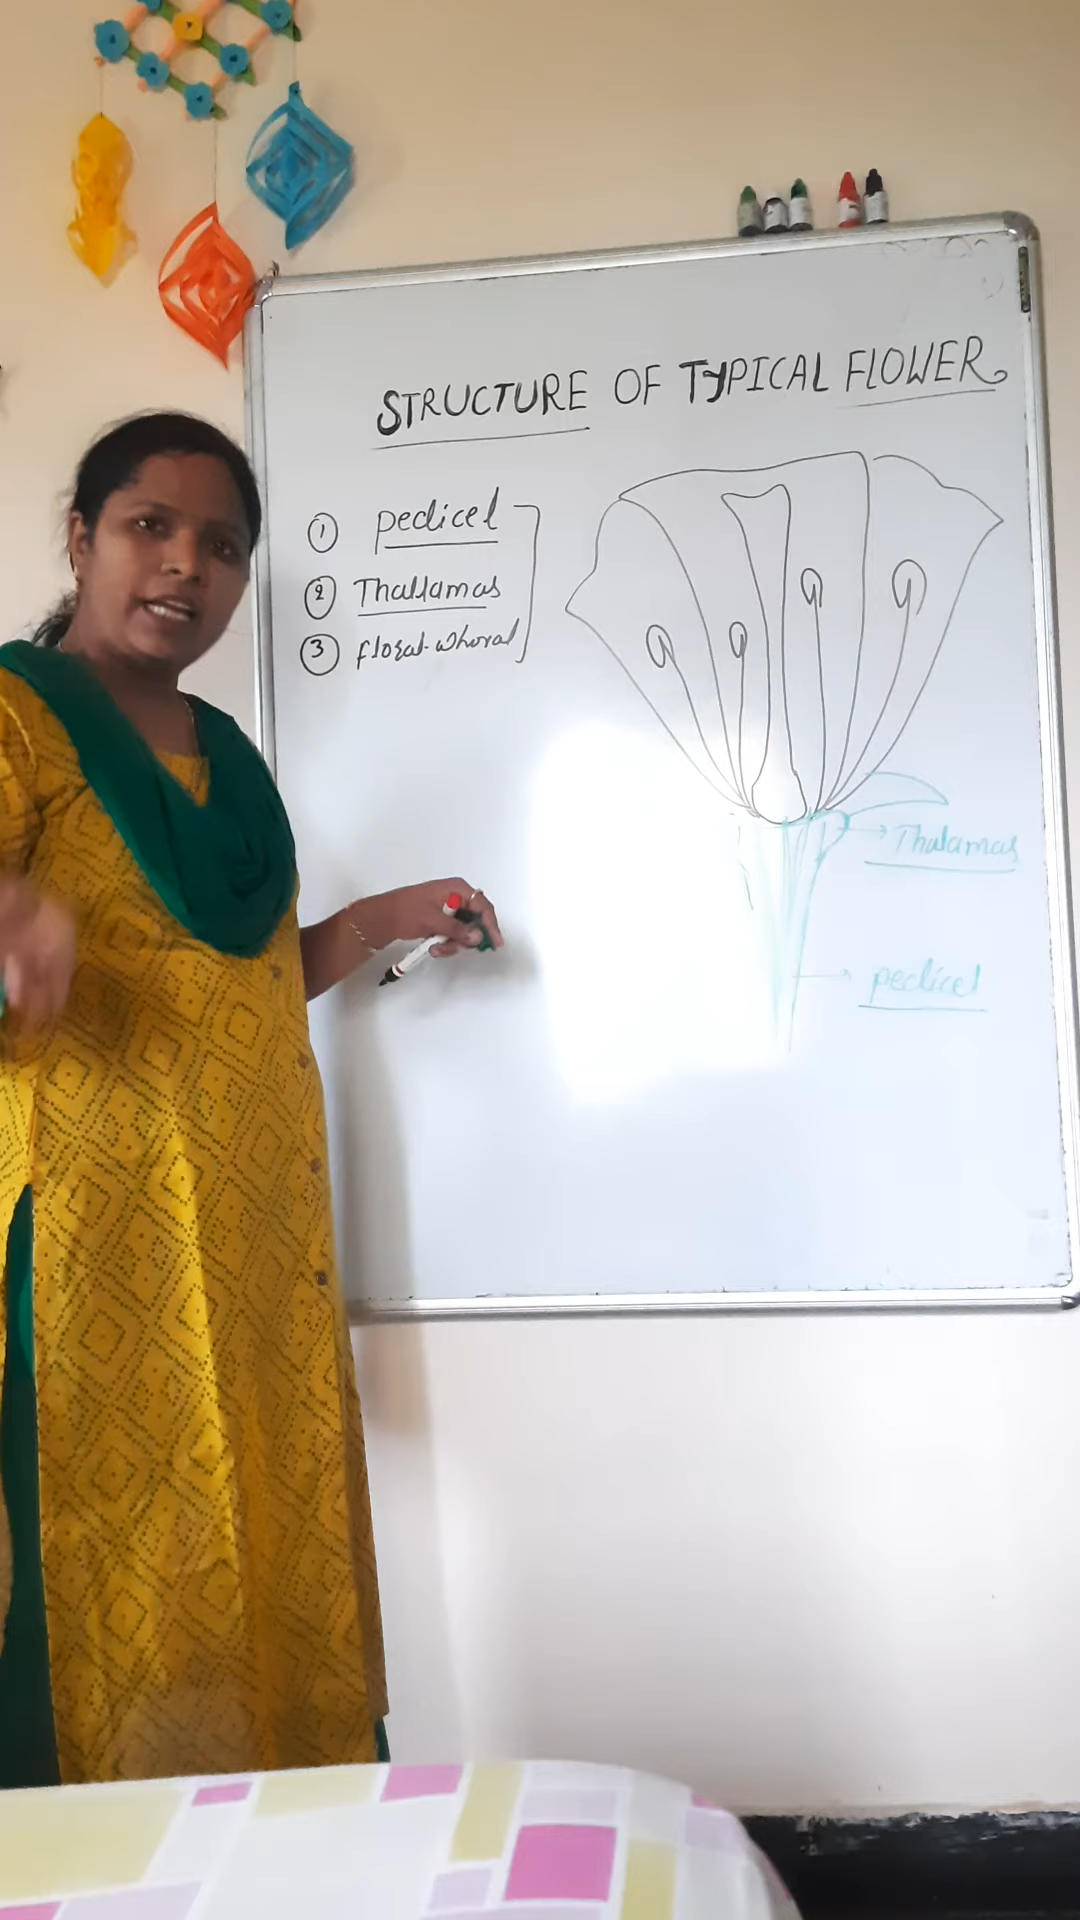 STRUCTURE OF TYPICAL FLOWER
① pedicel
② Thallamas
③ floral-whoral
Thalamas
pedicel